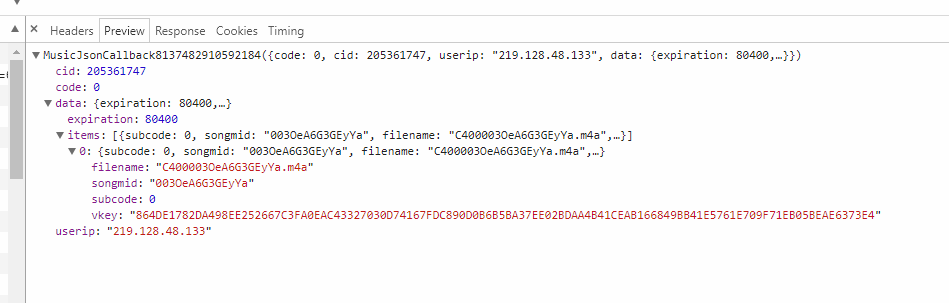 Headers Preview Response Cookies Timing
MusicJsonCallback8137482910592184({code: 0, cid: 205361747, userip: "219.128.48.133", data: {expiration: 80400,…}})
cid: 205361747
code: 0
data: {expiration: 80400,…}
expiration: 80400
items: [{subcode: 0, songmid: "003OeA6G3GEyYa", filename: "C400003OeA6G3GEyYa.m4a",…}]
0: {subcode: 0, songmid: "003OeA6G3GEyYa", filename: "C400003OeA6G3GEyYa.m4a",…}
filename: "C400003OeA6G3GEyYa.m4a"
songmid: "003OeA6G3GEyYa"
subcode: 0
vkey: "864DE1782DA498EE252667C3FA0EAC43327030D74167FDC890D0B6B5BA37EE02BDAA4B41CEAB166849BB41E5761E709F71EB05BEAE6373E4"
userip: "219.128.48.133"